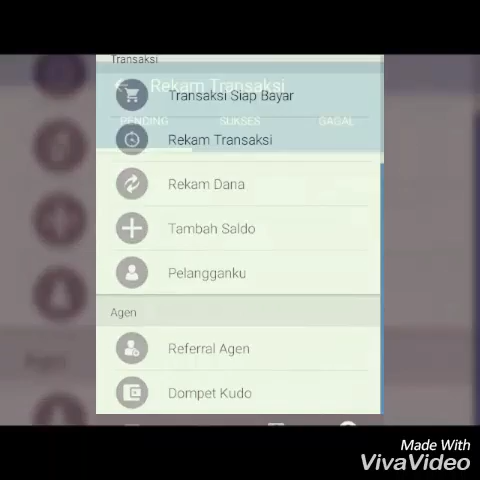 Transaksi
Rekam Transaksi
Transaksi Siap Bayar
PENDING
SUKSES
GAGAL
Rekam Transaksi
Rekam Dana
Tambah Saldo
Pelangganku
Agen
Agen
Referral Agen
Dompet Kudo
Made With
VivaVideo